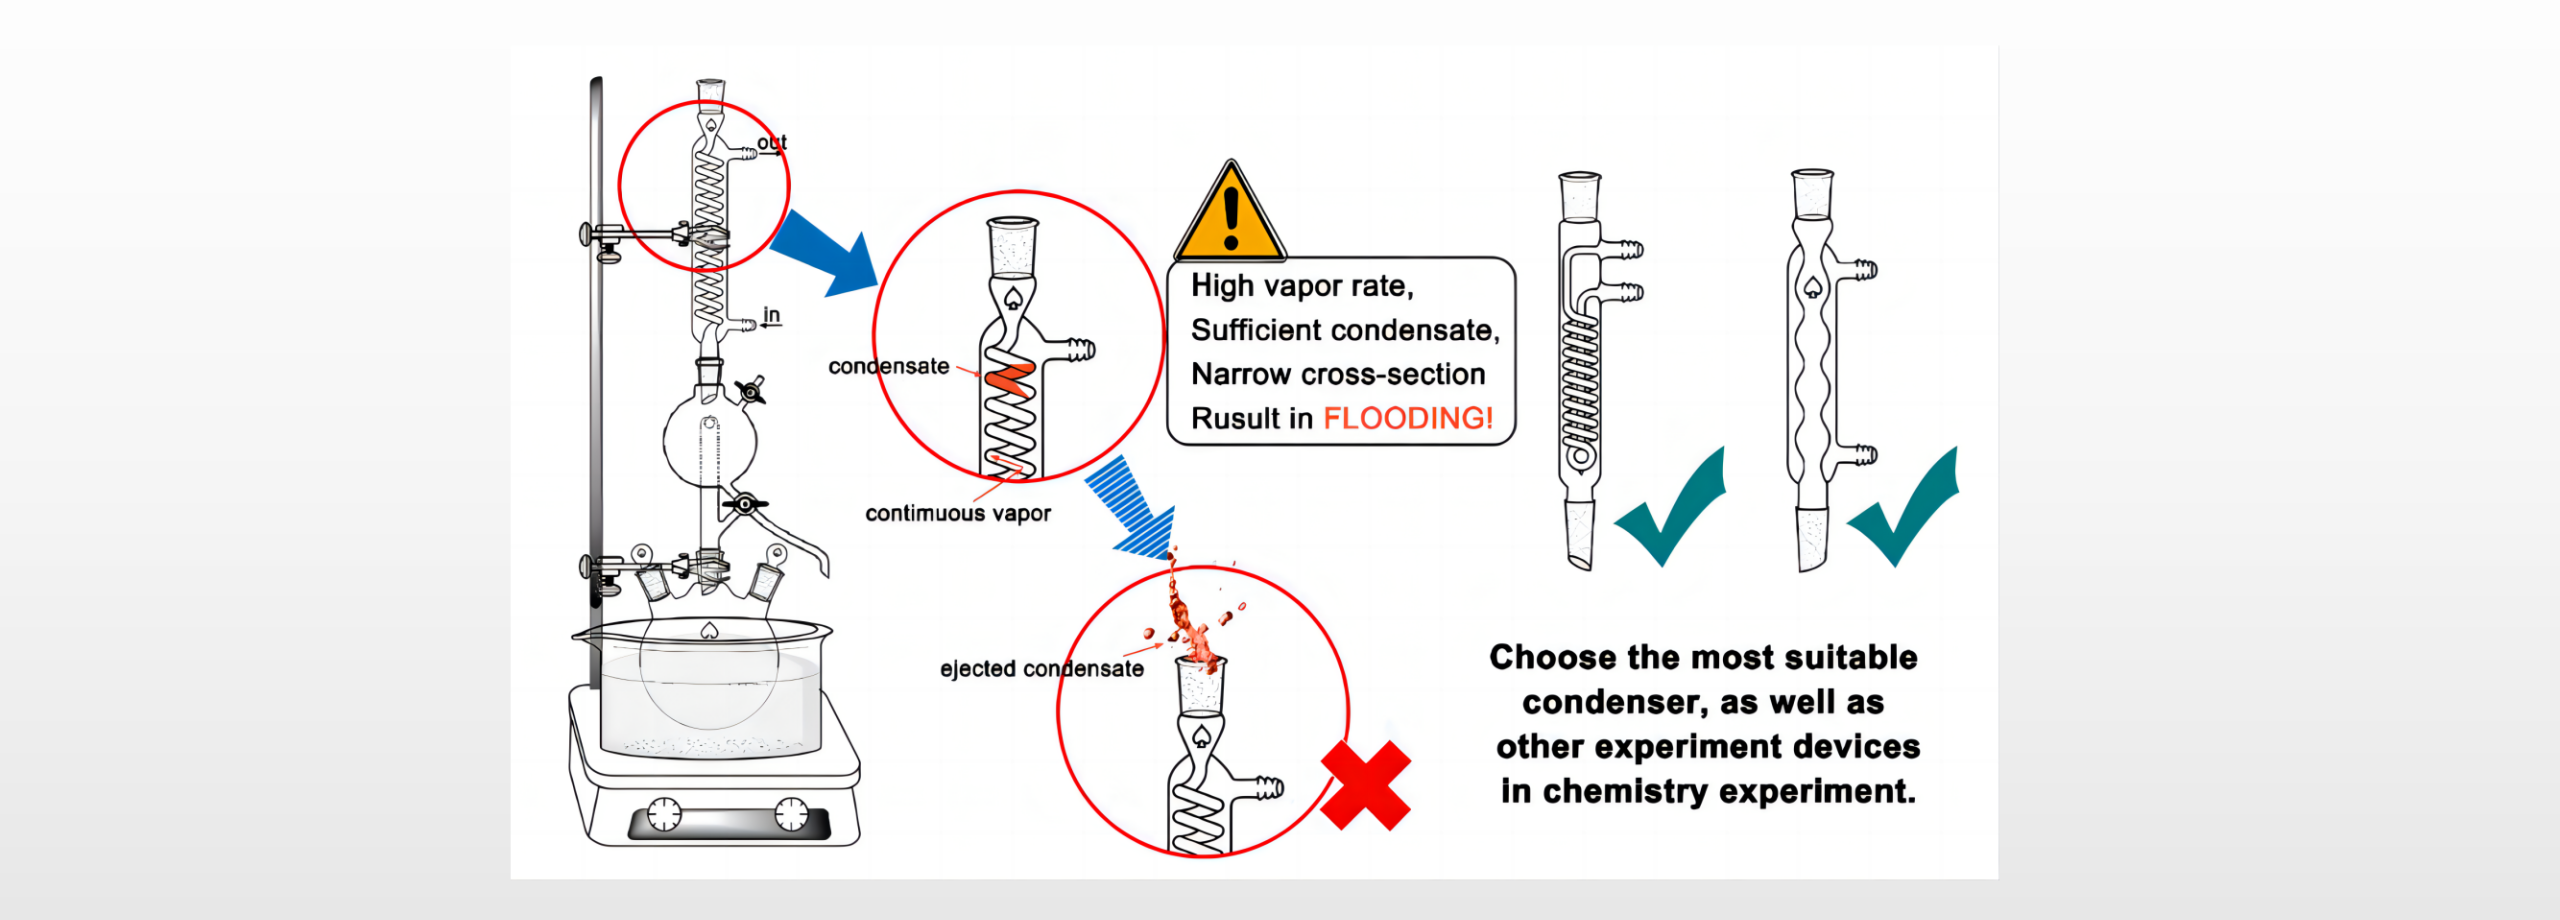 out
in
condensate
contimuous vapor
High vapor rate,
Sufficient condensate,
Narrow cross-section
Rusult in FLOODING!
ejected condensate
Choose the most suitable
condenser, as well as
other experiment devices
in chemistry experiment.